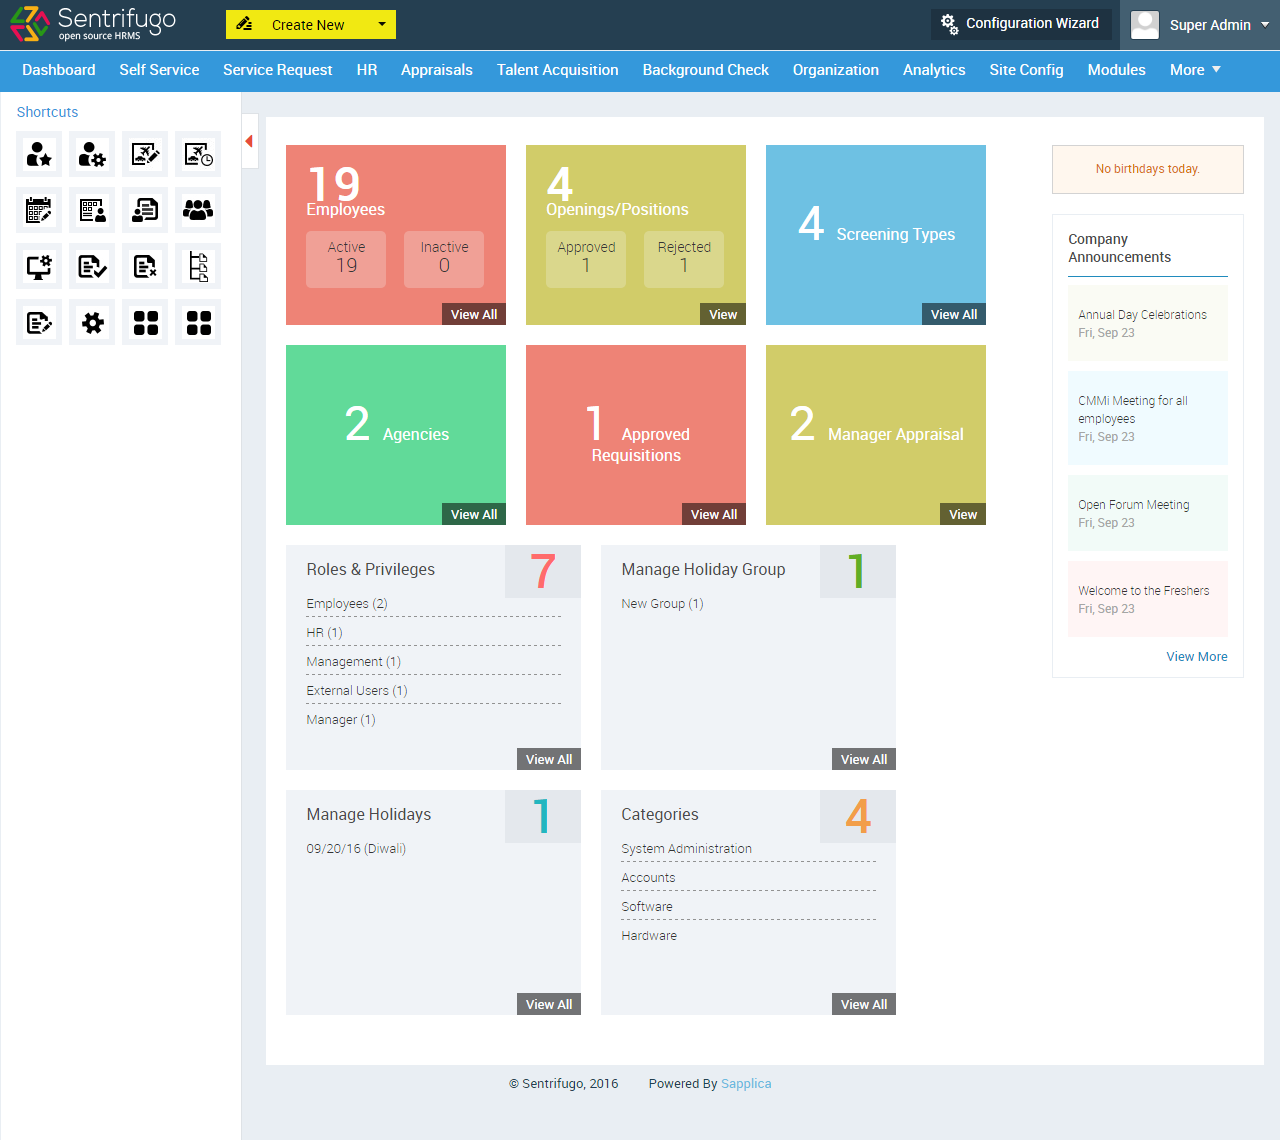 Sentrifugo
open source HRMS
Create New
Configuration Wizard
Super Admin
Dashboard Self Service Service Request HR Appraisals Talent Acquisition Background Check Organization Analytics Site Config Modules More
Shortcuts
19
Employees
Active
19
Inactive
0
View All
4
Openings/Positions
Approved
1
Rejected
1
View
4 Screening Types
View All
2 Agencies
View All
1 Approved
Requisitions
View All
2 Manager Appraisal
View
Roles & Privileges
7
Employees (2)
HR (1)
Management (1)
External Users (1)
Manager (1)
View All
Manage Holiday Group
1
New Group (1)
View All
Manage Holidays
1
09/20/16 (Diwali)
View All
Categories
4
System Administration
Accounts
Software
Hardware
View All
No birthdays today.
Company
Announcements
Annual Day Celebrations
Fri, Sep 23
CMMi Meeting for all
employees
Fri, Sep 23
Open Forum Meeting
Fri, Sep 23
Welcome to the Freshers
Fri, Sep 23
View More
© Sentrifugo, 2016 Powered By Sapplica